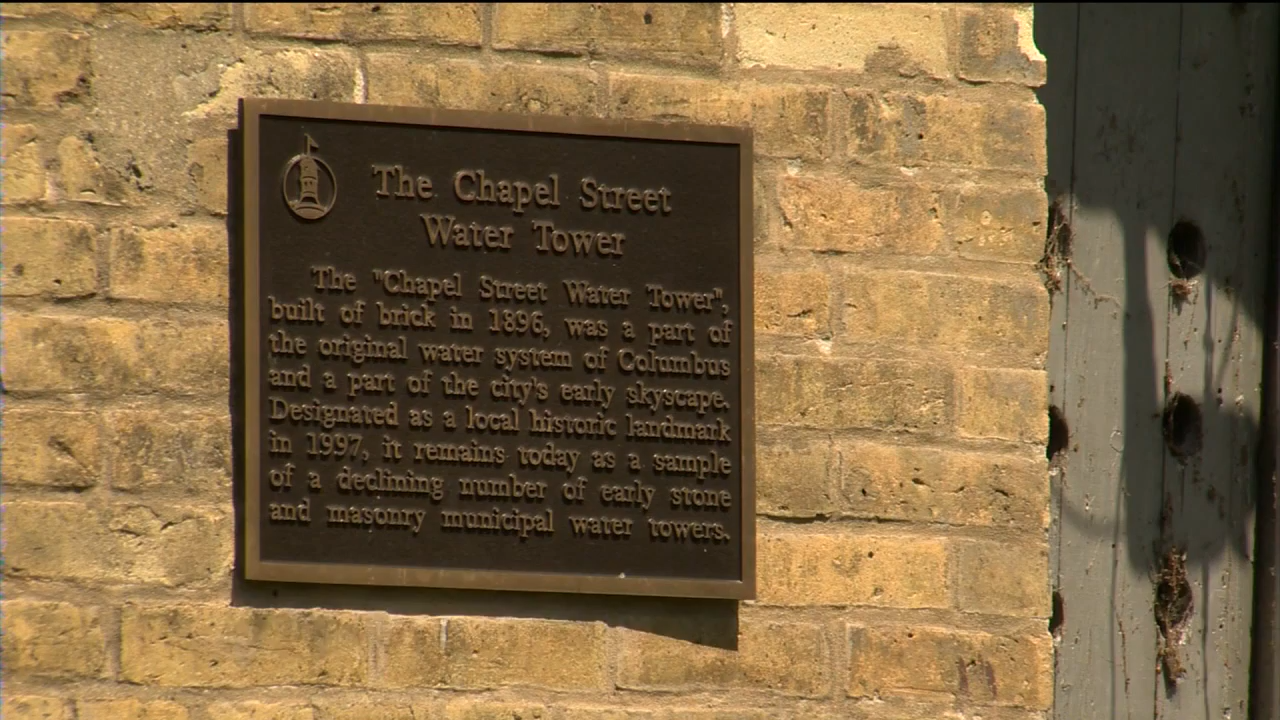 The Chapel Street
Water Tower
The "Chapel Street Water Tower",
built of brick in 1896, was a part of
the original water system of Columbus
and a part of the city's early skyscape.
Designated as a local historic landmark
in 1997, it remains today as a sample
of a declining number of early stone
and masonry municipal water towers.